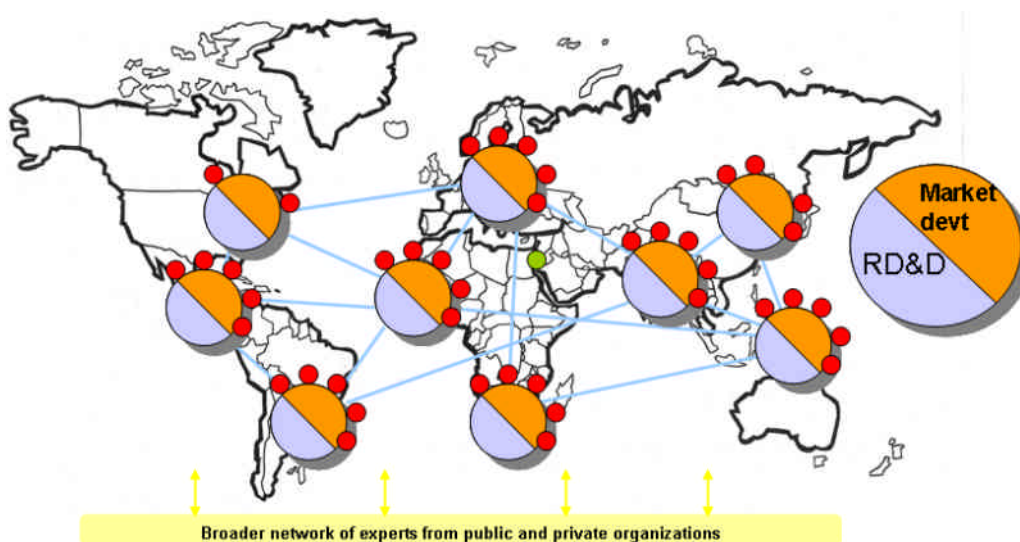 Market
devt
RD&D
Broader network of experts from public and private organizations